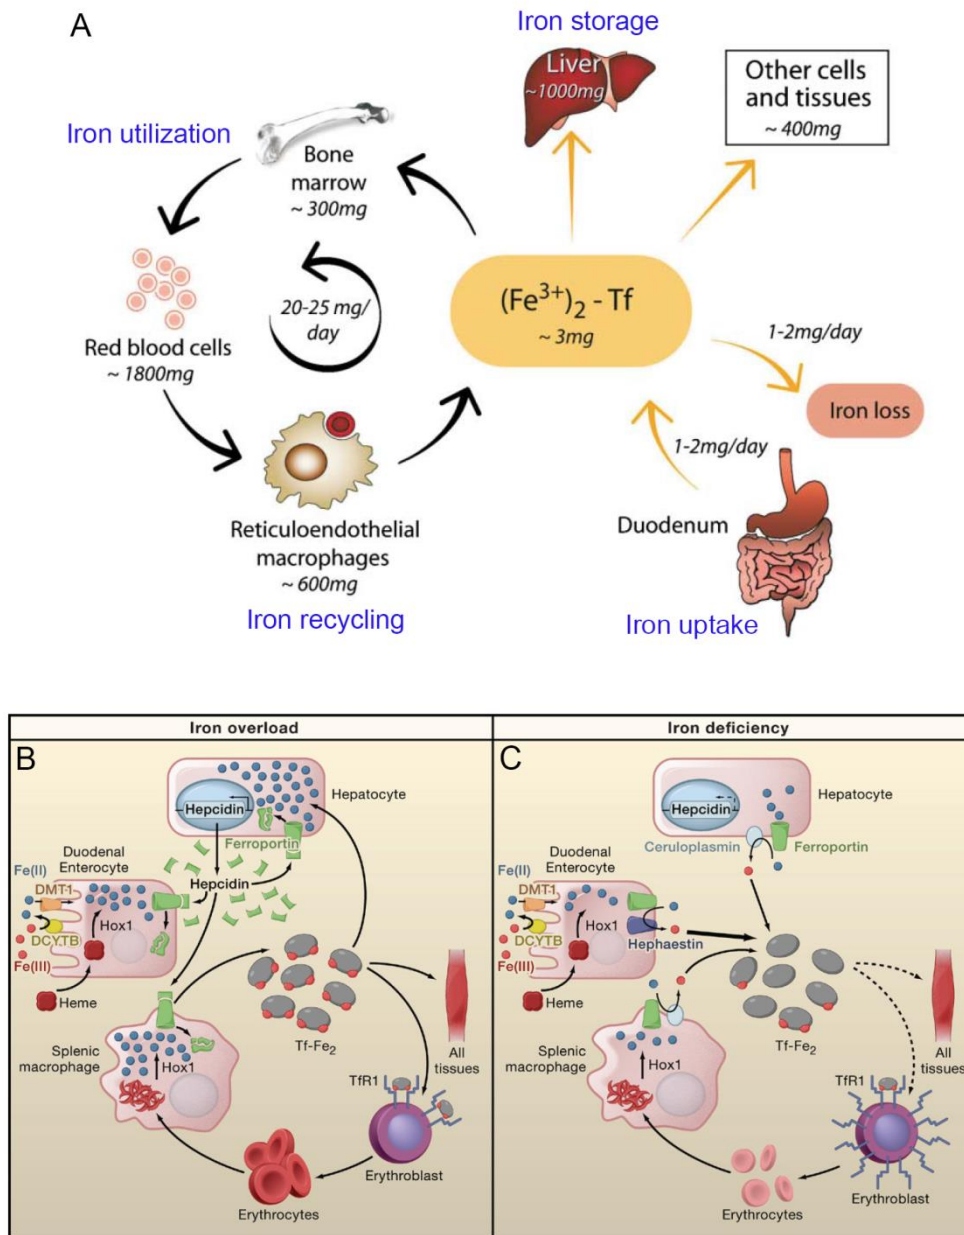 A
Iron storage
Liver
~1000mg
Other cells
and tissues
~ 400mg
Iron utilization
Bone
marrow
~ 300mg
20-25 mg/
day
(Fe³⁺)₂ - Tf
~ 3mg
Red blood cells
~ 1800mg
1-2mg/day
Iron loss
1-2mg/day
Duodenum
Reticuloendothelial
macrophages
~ 600mg
Iron recycling
Iron uptake
Iron overload
B
Hepcidin
Hepatocyte
Ferroportin
Duodenal
Enterocyte
Fe(II)
DMT1
Hepcidin
Hox1
DCYTB
Fe(III)
Heme
Splenic
macrophage
Hox1
Tf-Fe₂
All
tissues
TfR1
Erythroblast
Erythrocytes
Iron deficiency
C
Hepcidin
Hepatocyte
Ceruloplasmin
Ferroportin
Duodenal
Enterocyte
Fe(II)
DMT1
Hox1
DCYTB
Hephaestin
Fe(III)
Heme
Splenic
macrophage
Hox1
Tf-Fe₂
All
tissues
TfR1
Erythroblast
Erythrocytes